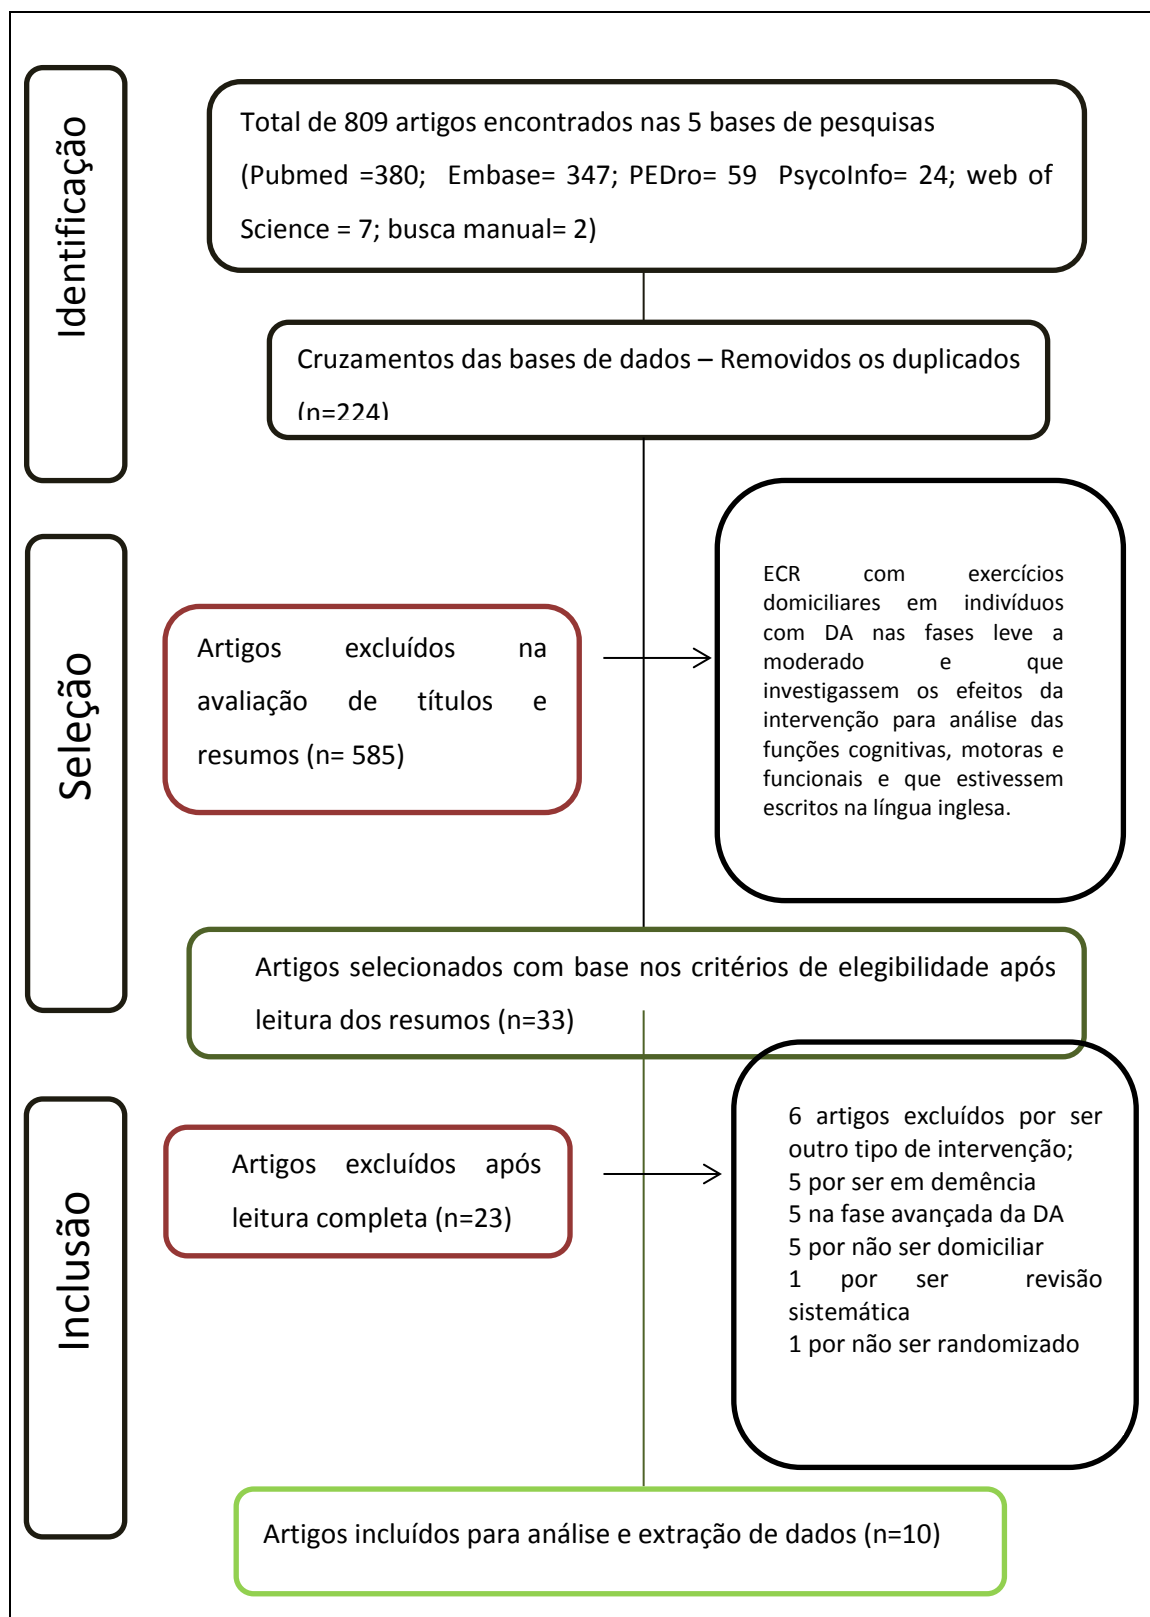 Identificação
Total de 809 artigos encontrados nas 5 bases de pesquisas
(Pubmed =380; Embase= 347; PEDro= 59 PsycoInfo= 24; web of
Science = 7; busca manual= 2)
Cruzamentos das bases de dados – Removidos os duplicados
(n=224)
Seleção
Artigos excluídos na
avaliação de títulos e
resumos (n= 585)
ECR com exercícios
domiciliares em indivíduos
com DA nas fases leve a
moderado e que
investigassem os efeitos da
intervenção para análise das
funções cognitivas, motoras e
funcionais e que estivessem
escritos na língua inglesa.
Artigos selecionados com base nos critérios de elegibilidade após
leitura dos resumos (n=33)
Inclusão
Artigos excluídos após
leitura completa (n=23)
6 artigos excluídos por ser
outro tipo de intervenção;
5 por ser em demência
5 na fase avançada da DA
5 por não ser domiciliar
1 por ser revisão
sistemática
1 por não ser randomizado
Artigos incluídos para análise e extração de dados (n=10)